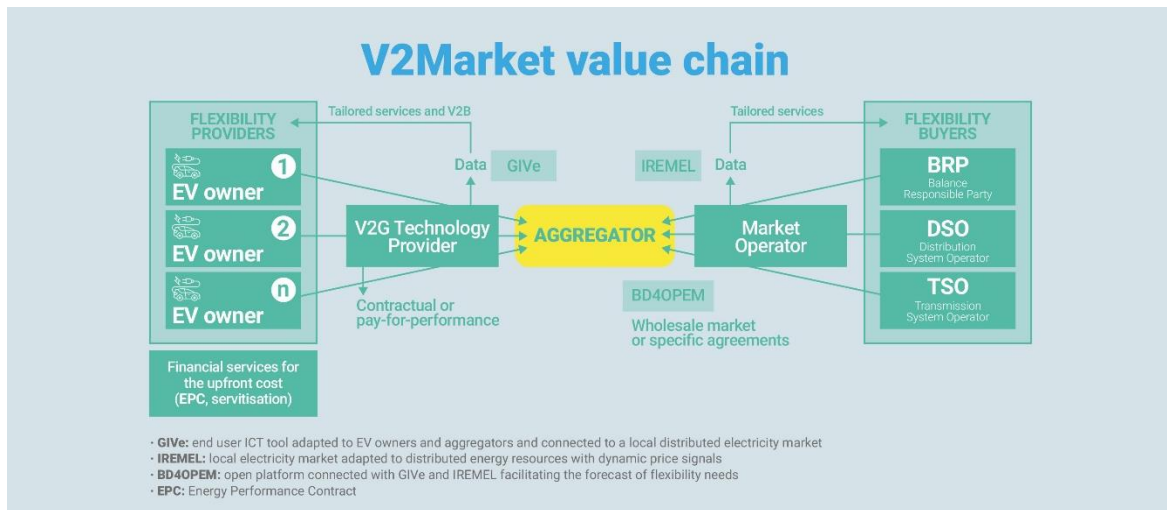 V2Market value chain
FLEXIBILITY
PROVIDERS
1
EV owner
2
EV owner
n
EV owner
Financial services for
the upfront cost
(EPC, servitisation)
Tailored services and V2B
Data
GIVe
V2G Technology
Provider
Contractual or
pay-for-performance
AGGREGATOR
Tailored services
IREMEL
Data
Market
Operator
BD4OPEM
Wholesale market
or specific agreements
FLEXIBILITY
BUYERS
BRP
Balance
Responsible Party
DSO
Distribution
System Operator
TSO
Transmission
System Operator
· GIVe: end user ICT tool adapted to EV owners and aggregators and connected to a local distributed electricity market
· IREMEL: local electricity market adapted to distributed energy resources with dynamic price signals
· BD4OPEM: open platform connected with GIVe and IREMEL facilitating the forecast of flexibility needs
· EPC: Energy Performance Contract